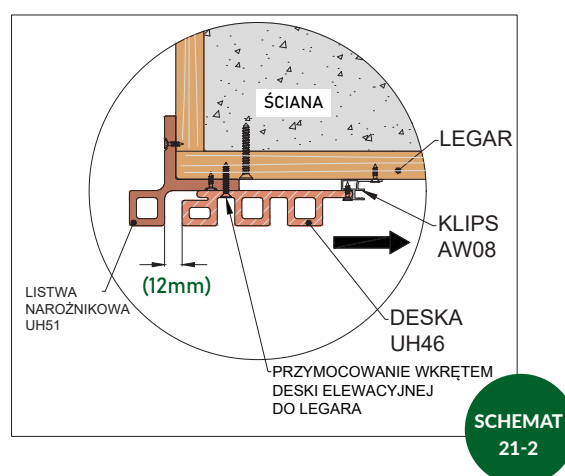 ŚCIANA
LEGAR
KLIPS
AW08
(12mm)
LISTWA
NAROŻNIKOWA
UH51
DESKA
UH46
PRZYMOCOWANIE WKRĘTEM
DESKI ELEWACYJNEJ
DO LEGARA
SCHEMAT
21-2